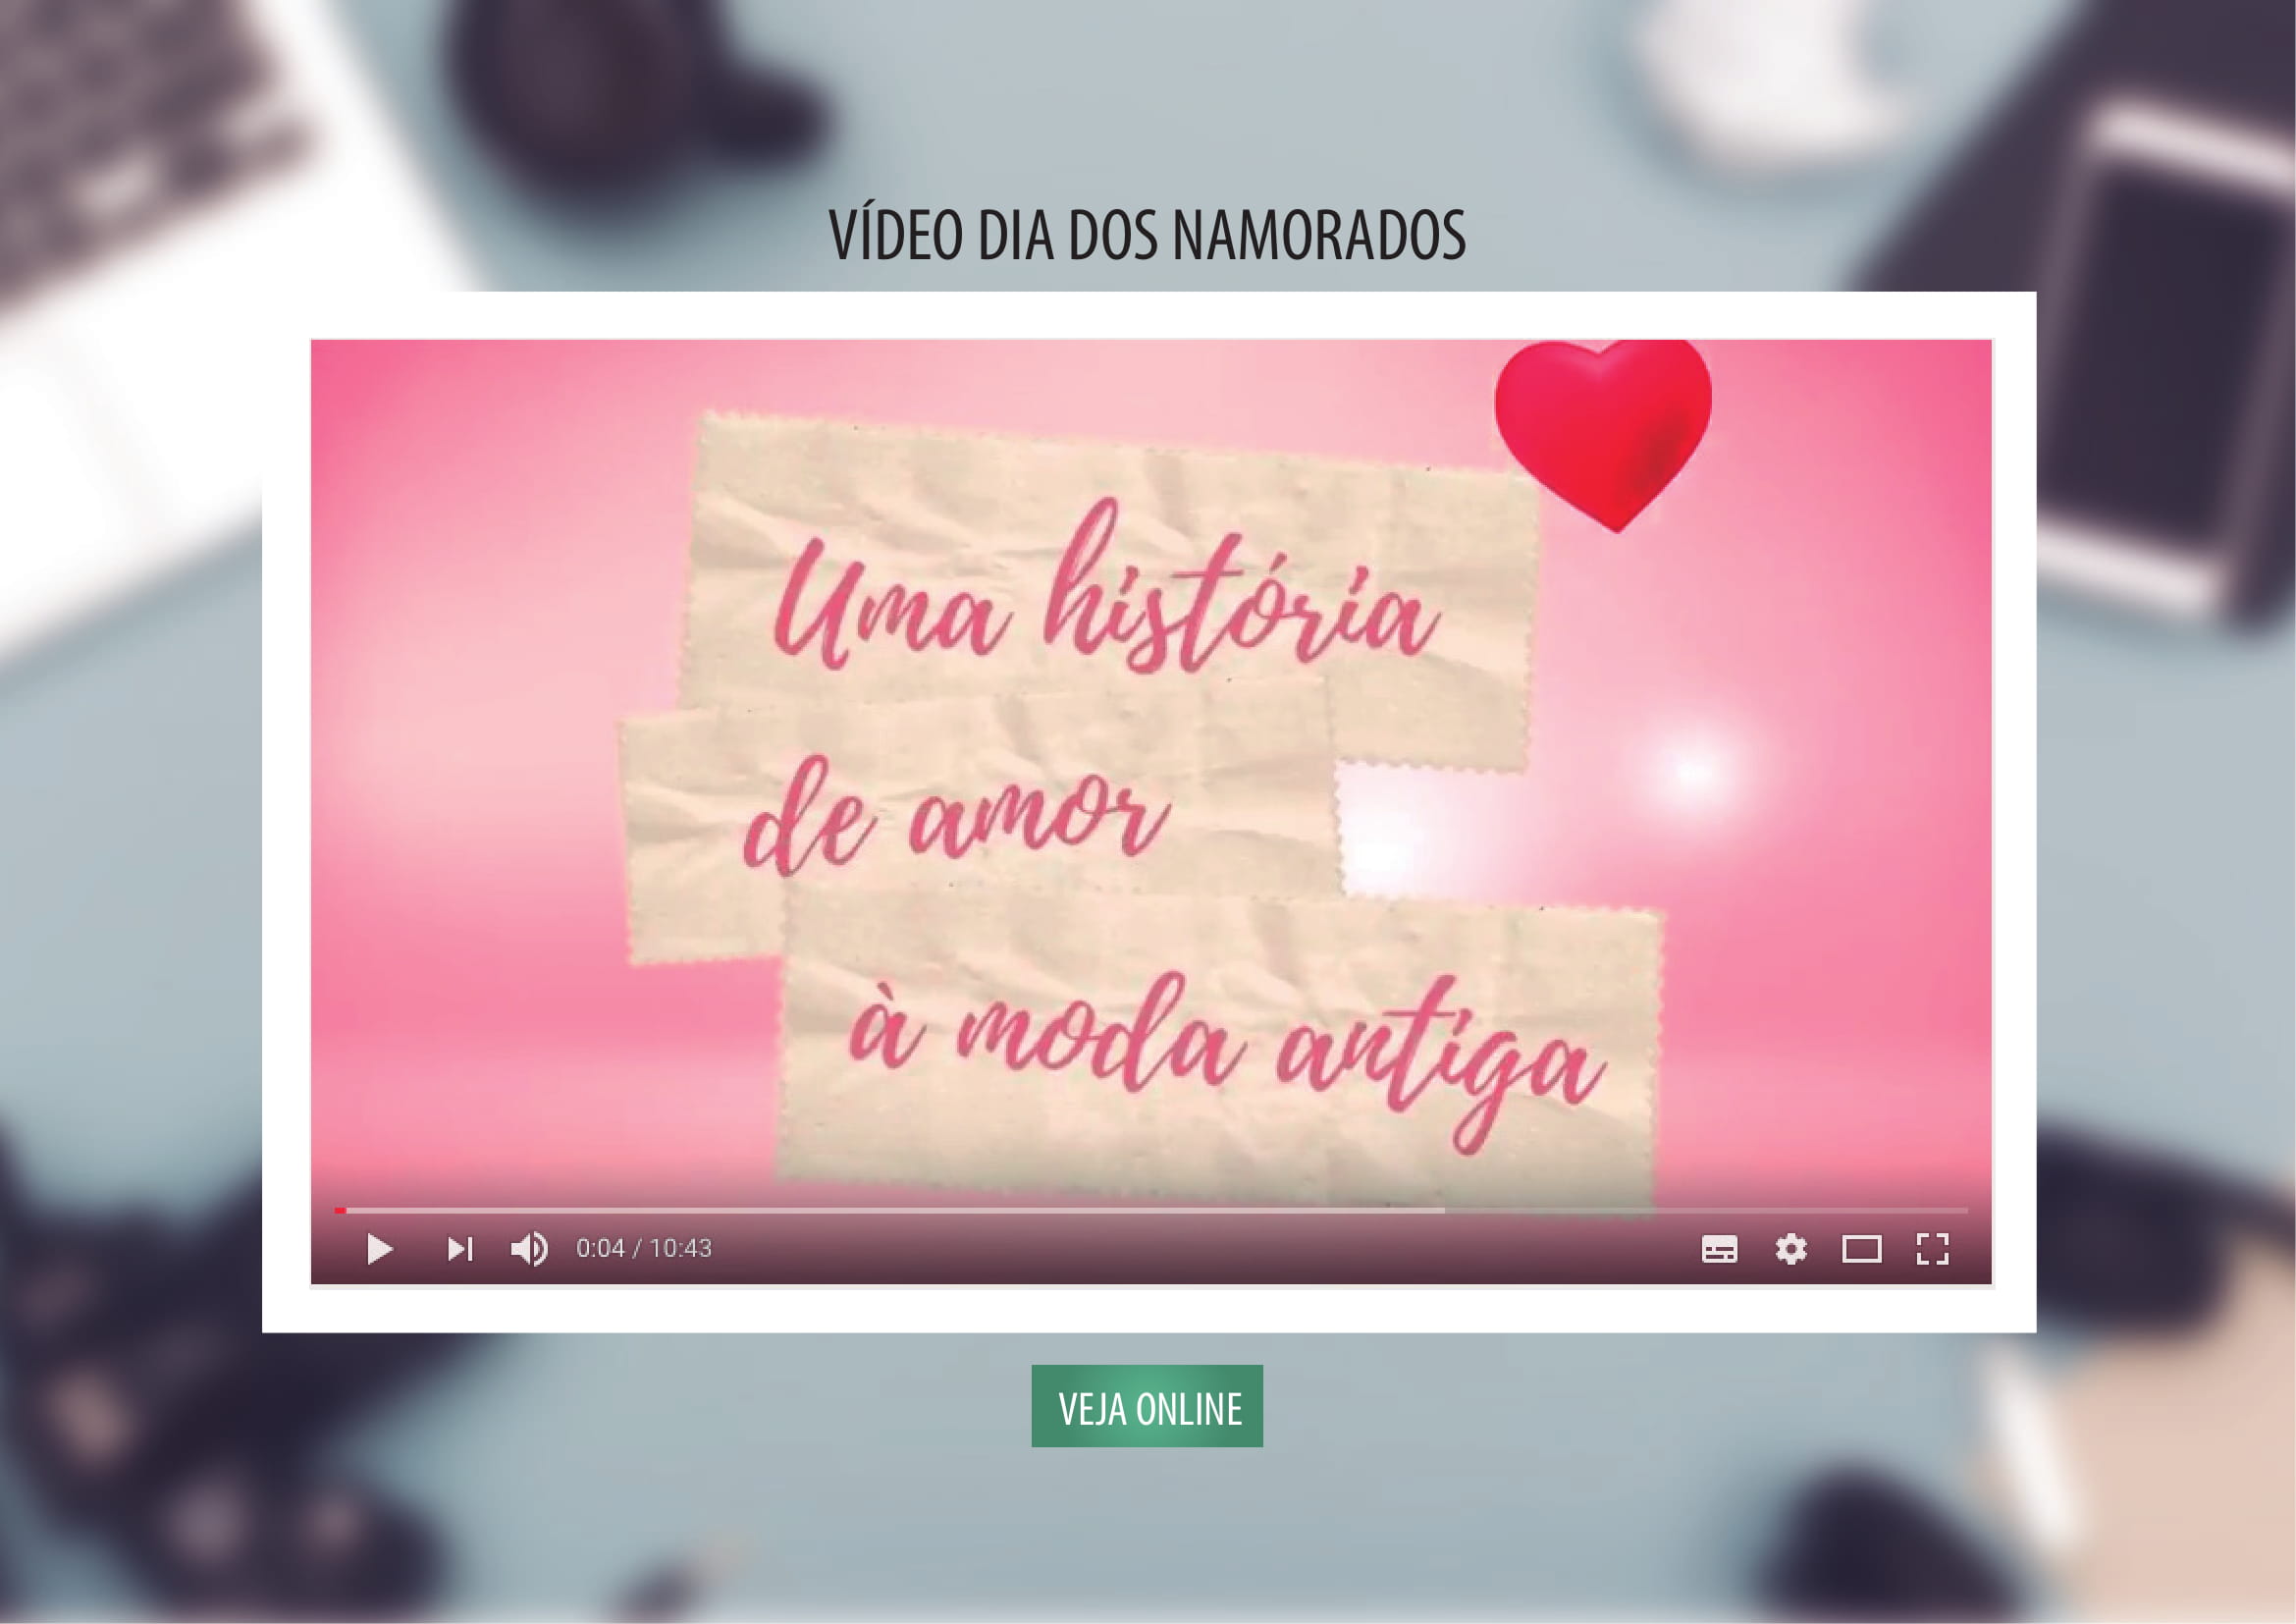 VÍDEO DIA DOS NAMORADOS
Uma história
de amor
à moda antiga
0:04 / 10:43
VEJA ONLINE